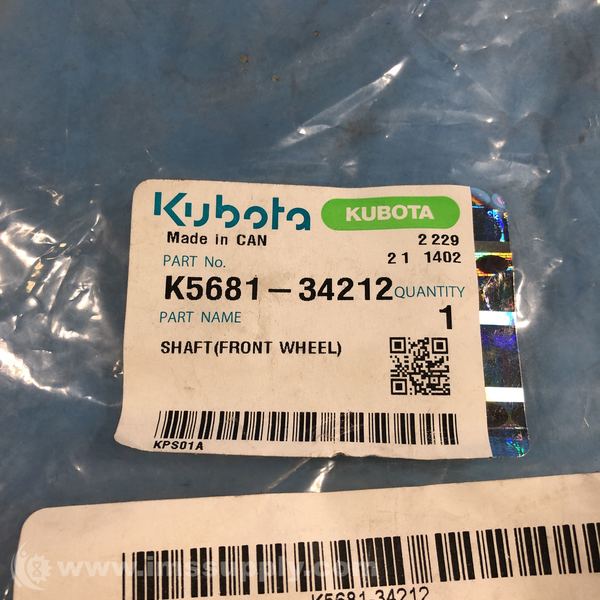 Kubota KUBOTA
Made in CAN 2 229
PART No. 21 1402
K5681-34212 QUANTITY
PART NAME 1
SHAFT(FRONT WHEEL)
KPS01A
www.imssupply.com
K5681-34212